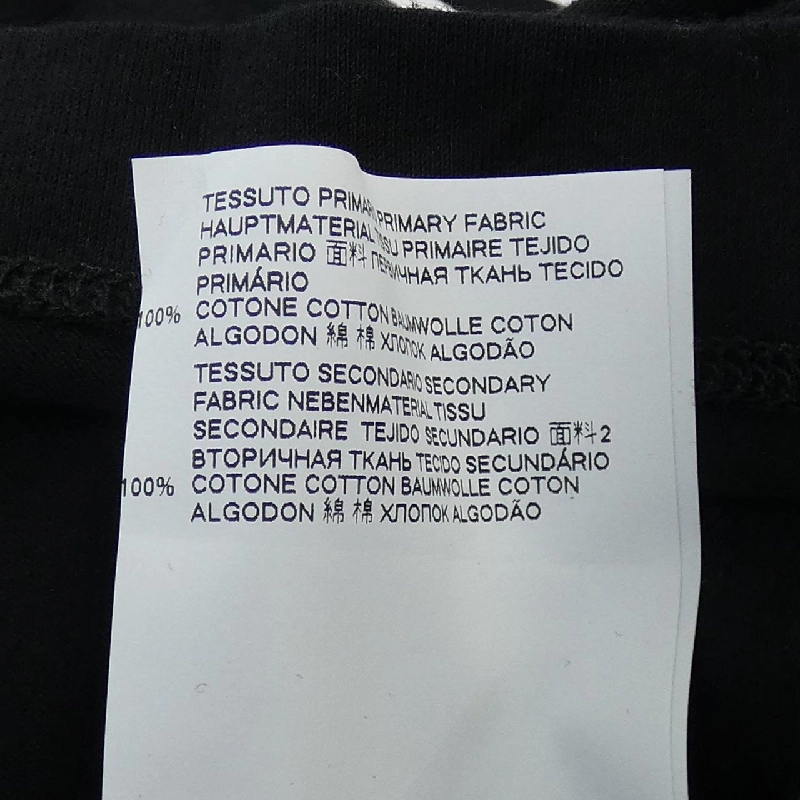 TESSUTO PRIMARIO PRIMARY FABRIC
HAUPTMATERIAL TISSU PRIMAIRE TEJIDO
PRIMARIO 面料 ПЕРВИЧНАЯ ТКАНЬ TECIDO
PRIMÁRIO
100% COTONE COTTON BAUMWOLLE COTON
ALGODON 綿 棉 ХЛОПОК ALGODÃO
TESSUTO SECONDARIO SECONDARY
FABRIC NEBENMATERIAL TISSU
SECONDAIRE TEJIDO SECUNDARIO 面料2
ВТОРИЧНАЯ ТКАНЬ TECIDO SECUNDÁRIO
100% COTONE COTTON BAUMWOLLE COTON
ALGODON 綿 棉 ХЛОПОК ALGODÃO